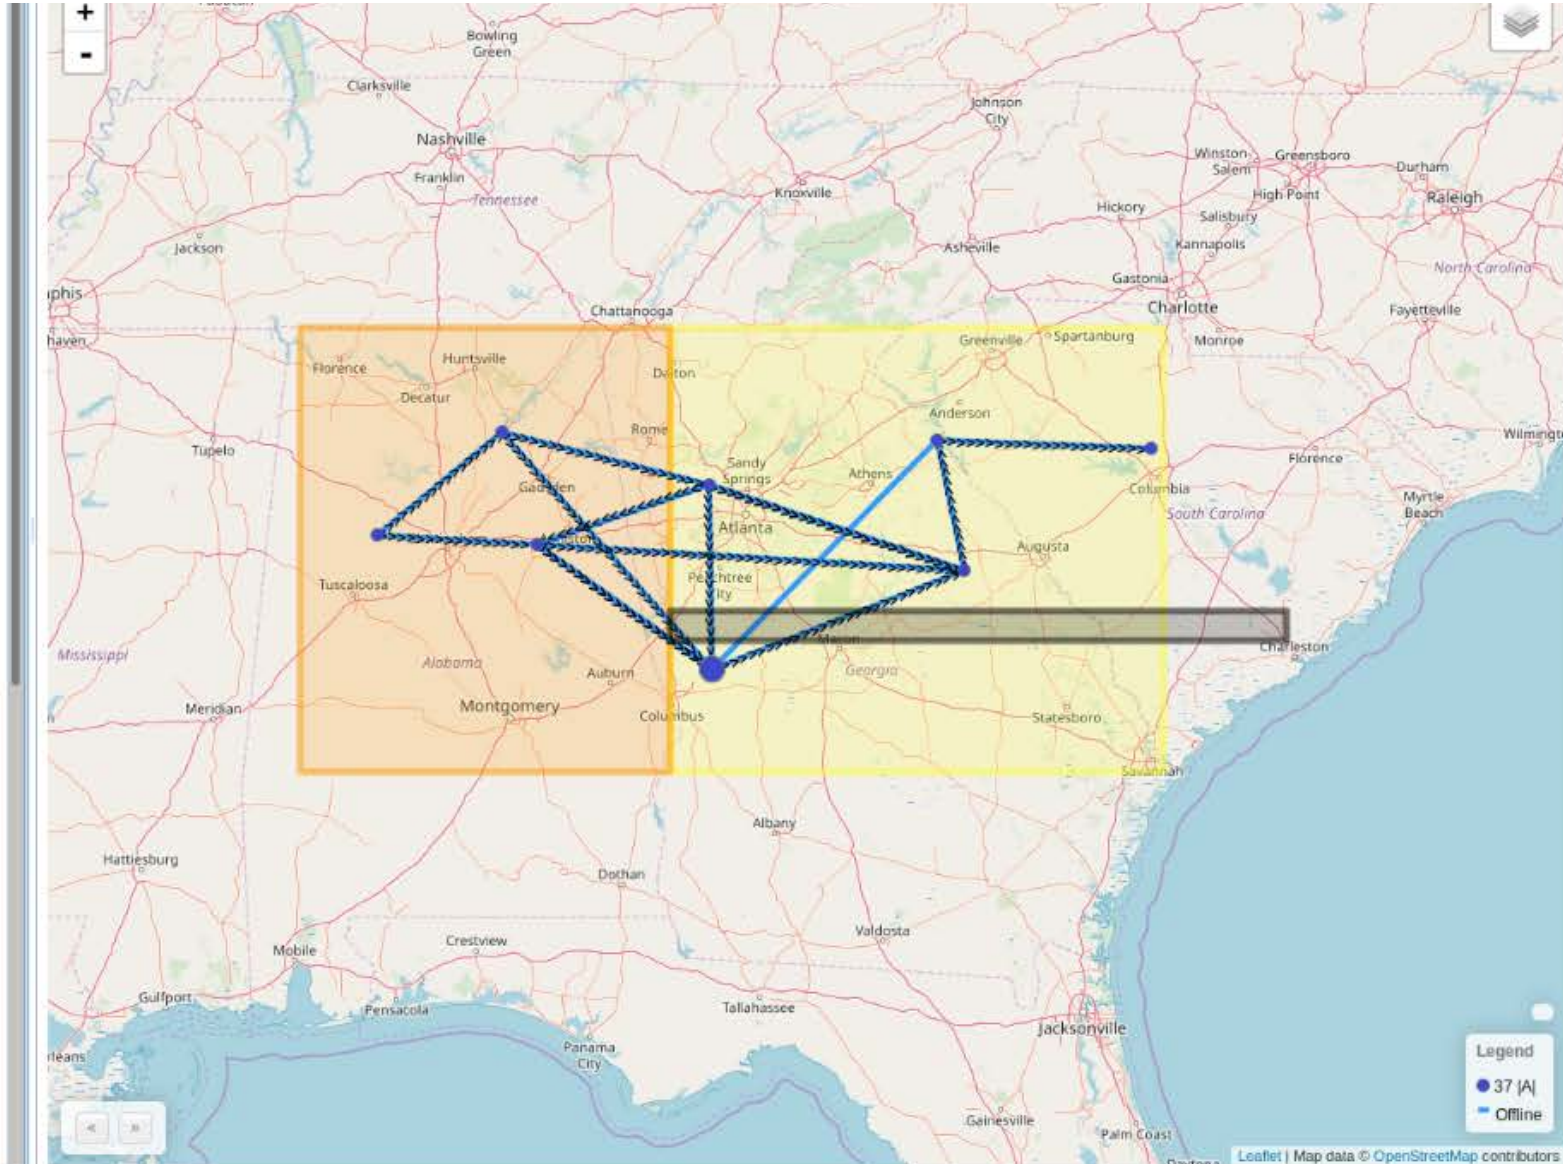 +
-
Bowling
Green
Clarksville
Johnson
City
Nashville
Winston-
Salem
Greensboro
Durham
Franklin
Knoxville
High Point
Raleigh
Tennessee
Hickory
Salisbury
Jackson
Asheville
Kannapolis
North Carolina
Gastonia
phis
Chattanooga
Charlotte
Fayetteville
haven
Greenville
Spartanburg
Monroe
Florence
Huntsville
Dalton
Decatur
Anderson
Rome
Tupelo
Wilmingt
Sandy
Springs
Florence
Athens
Gadsden
Columbia
Myrtle
Beach
South Carolina
Atlanta
Augusta
Tuscaloosa
Peachtree
City
Macon
Charleston
Mississippi
Alabama
Auburn
Georgia
Meridian
Montgomery
Columbus
Statesboro
Savannah
Albany
Hattiesburg
Dothan
Valdosta
Mobile
Crestview
Gulfport
Pensacola
Tallahassee
Jacksonville
rleans
Panama
City
Legend
37 |A|
Offline
« »
Gainesville
Palm Coast
Leaflet | Map data © OpenStreetMap contributors